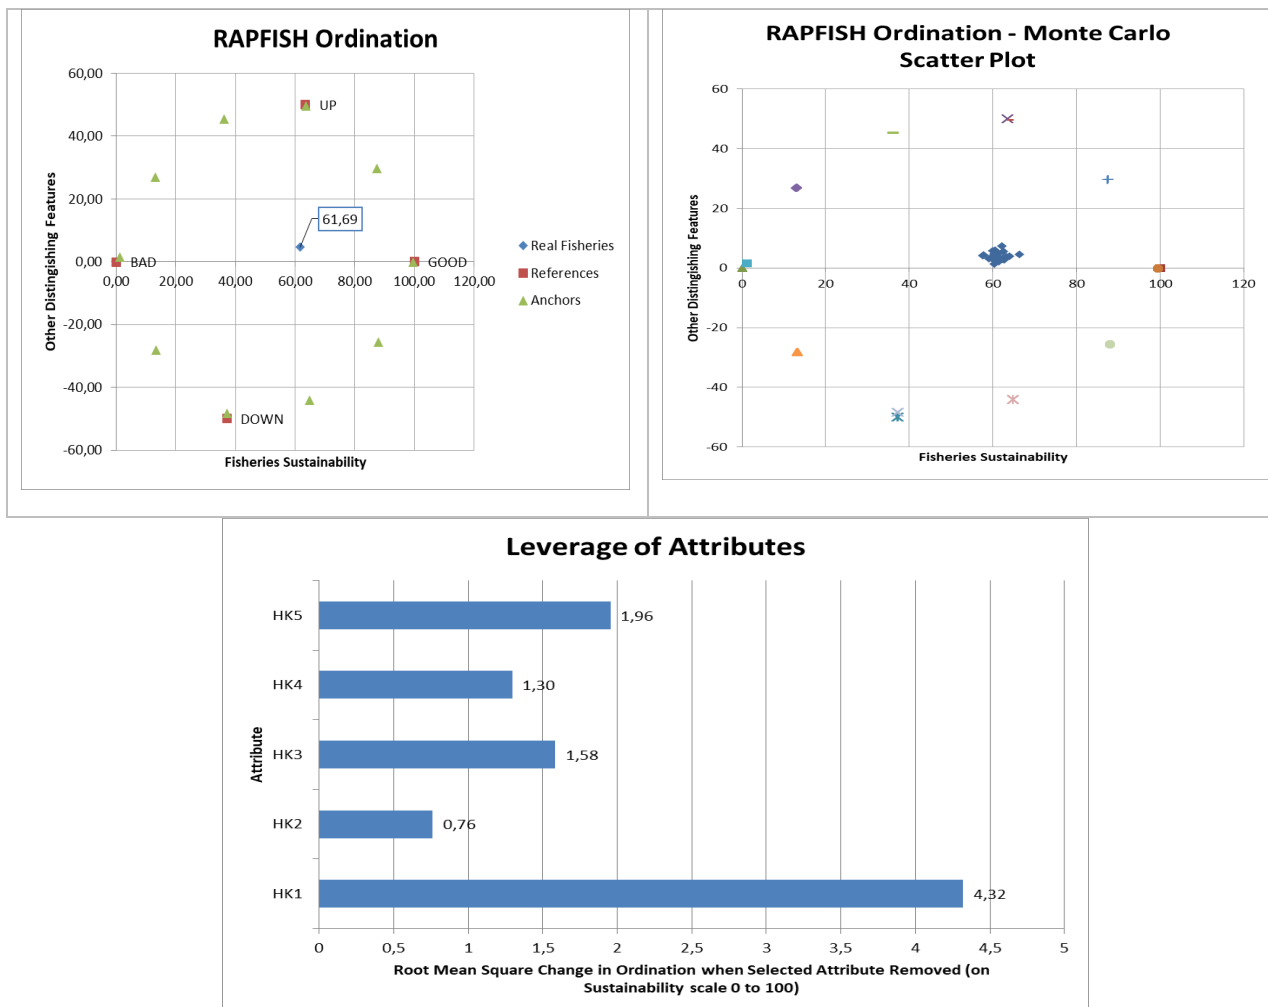 RAPFISH Ordination
60,00
40,00
20,00
0,00
-20,00
-40,00
-60,00
0,00 20,00 40,00 60,00 80,00 100,00 120,00
Other Distingishing Features
Fisheries Sustainability
UP
BAD
GOOD
DOWN
61,69
Real Fisheries
References
Anchors
RAPFISH Ordination - Monte Carlo
Scatter Plot
60
40
20
0
-20
-40
-60
0 20 40 60 80 100 120
Other Distingishing Features
Fisheries Sustainability
Leverage of Attributes
Attribute
HK5 1,96
HK4 1,30
HK3 1,58
HK2 0,76
HK1 4,32
0 0,5 1 1,5 2 2,5 3 3,5 4 4,5 5
Root Mean Square Change in Ordination when Selected Attribute Removed (on
Sustainability scale 0 to 100)